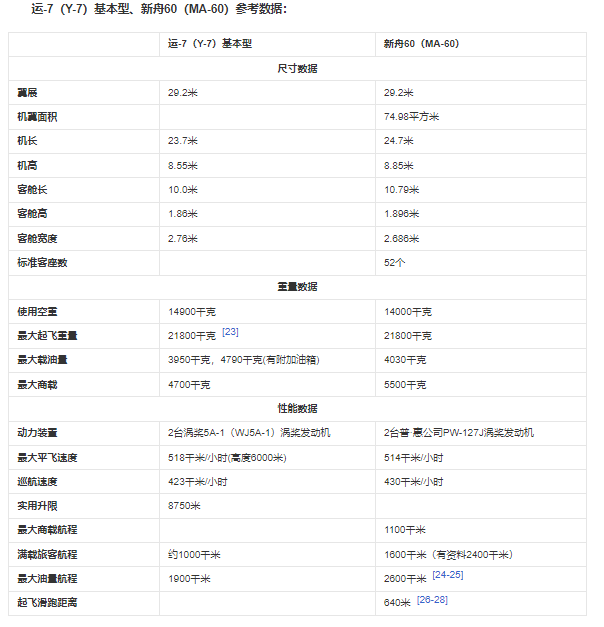 运-7（Y-7）基本型、新舟60（MA-60）参考数据：
运-7（Y-7）基本型 新舟60（MA-60）
尺寸数据
翼展 29.2米 29.2米
机翼面积 74.98平方米
机长 23.7米 24.7米
机高 8.55米 8.85米
客舱长 10.0米 10.79米
客舱高 1.86米 1.896米
客舱宽度 2.76米 2.686米
标准客座数 52个
重量数据
使用空重 14900千克 14000千克
最大起飞重量 21800千克 [23] 21800千克
最大载油量 3950千克，4790千克(有附加油箱) 4030千克
最大商载 4700千克 5500千克
性能数据
动力装置 2台涡桨5A-1（WJ5A-1）涡桨发动机 2台普·惠公司PW-127J涡桨发动机
最大平飞速度 518千米/小时(高度6000米) 514千米/小时
巡航速度 423千米/小时 430千米/小时
实用升限 8750米
最大商载航程 1100千米
满载旅客航程 约1000千米 1600千米（有资料2400千米）
最大油量航程 1900千米 2600千米 [24-25]
起飞滑跑距离 640米 [26-28]